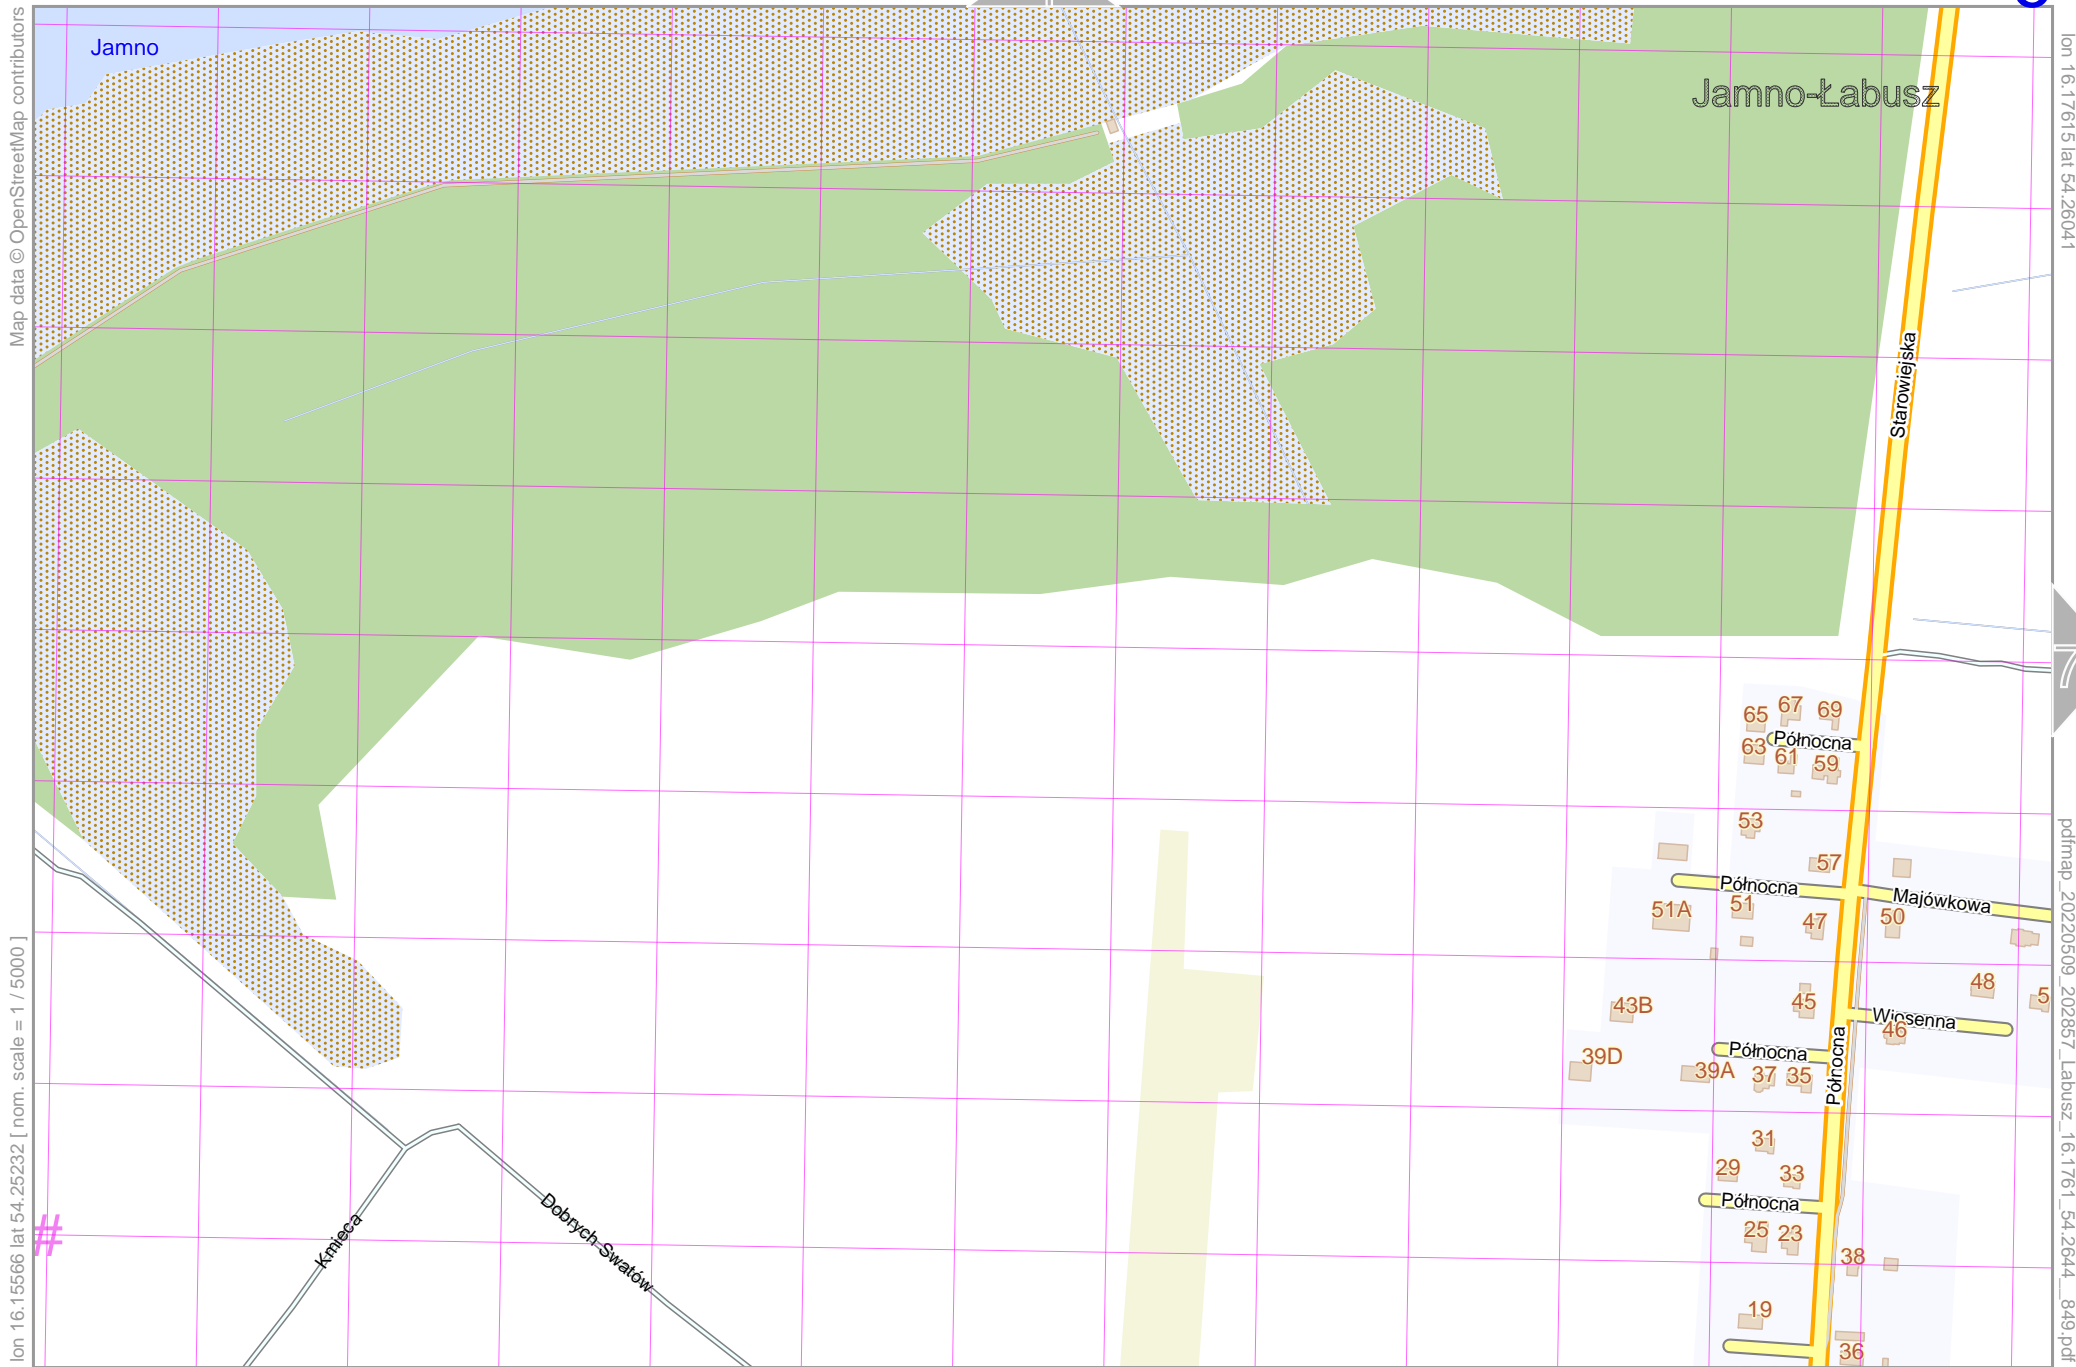 Map data © OpenStreetMap contributors
lon 16.17615 lat 54.26041
Jamno
Jamno-Łabusz
Starowiejska
7
65
67
69
Północna
63
61
59
53
57
Północna
Majówkowa
51A
51
47
50
48
43B
45
5
Wiosenna
46
Północna
Północna
39D
39A
37
35
31
29
33
Północna
25
23
38
19
36
#
Kmieca
Dobrych Swatów
lon 16.15566 lat 54.25232 [ nom. scale = 1 / 5000 ]
pdfmap_20220509_202857_Labusz_16.1761_54.2644__849.pdf